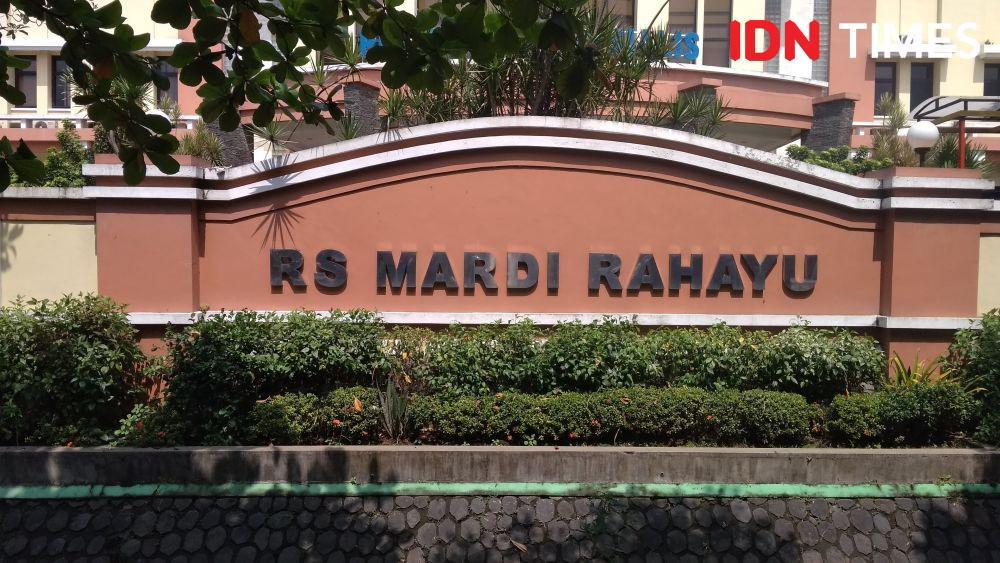 IDN TIMES
RS MARDI RAHAYU